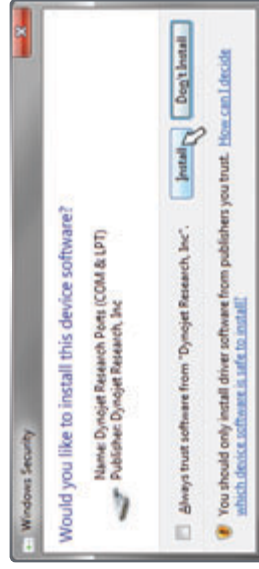 Windows Security
Would you like to install this device software?
Name: Dynojet Research Ports (COM & LPT)
Publisher: Dynojet Research, Inc
Always trust software from "Dynojet Research, Inc".
Install
Don't Install
You should only install driver software from publishers you trust. How can I decide
which device software is safe to install?